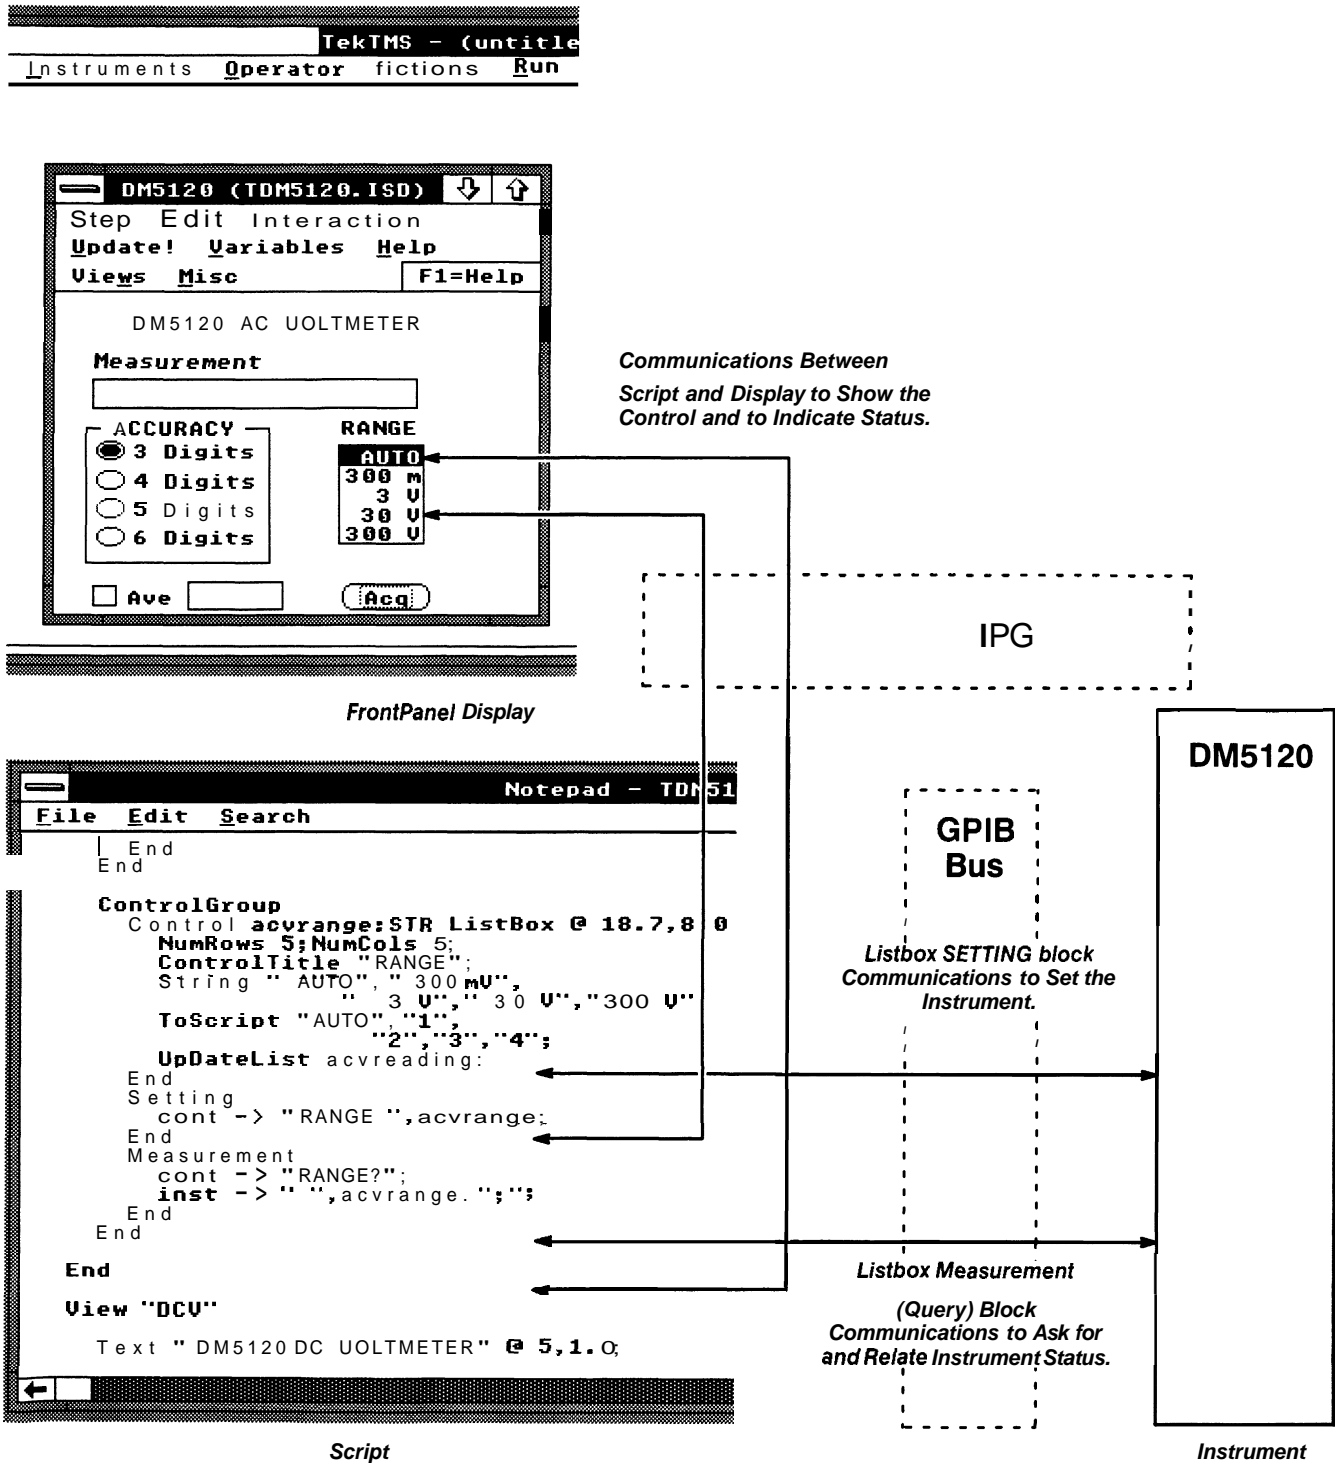 TekTMS - (untitle
Instruments Operator fictions Run
DM5120 (TDM5120.ISD)
Step Edit Interaction
Update! Variables Help
Views Misc F1=Help
DM5120 AC UOLTMETER
Measurement
ACCURACY
3 Digits
4 Digits
5 Digits
6 Digits
RANGE
AUTO
300 m
3 V
30 V
300 V
Ave
Acq
Communications Between
Script and Display to Show the
Control and to Indicate Status.
IPG
FrontPanel Display
DM5120
GPIB
Bus
Listbox SETTING block
Communications to Set the
Instrument.
Notepad - TDM51
File Edit Search
End
End
ControlGroup
Control acvrange:STR ListBox @ 18.7,8 0
NumRows 5;NumCols 5;
ControlTitle "RANGE";
String " AUTO", " 300 mV",
" 3 V"," 30 V","300 V"
ToScript "AUTO", "1",
"2","3","4";
UpDateList acvreading:
End
Setting
cont -> "RANGE ",acvrange;
End
Measurement
cont -> "RANGE?";
inst -> " ",acvrange.";";
End
End
End
View "DCV"
Text " DM5120 DC UOLTMETER" @ 5,1.0;
Listbox Measurement
(Query) Block
Communications to Ask for
and Relate Instrument Status.
Script
Instrument